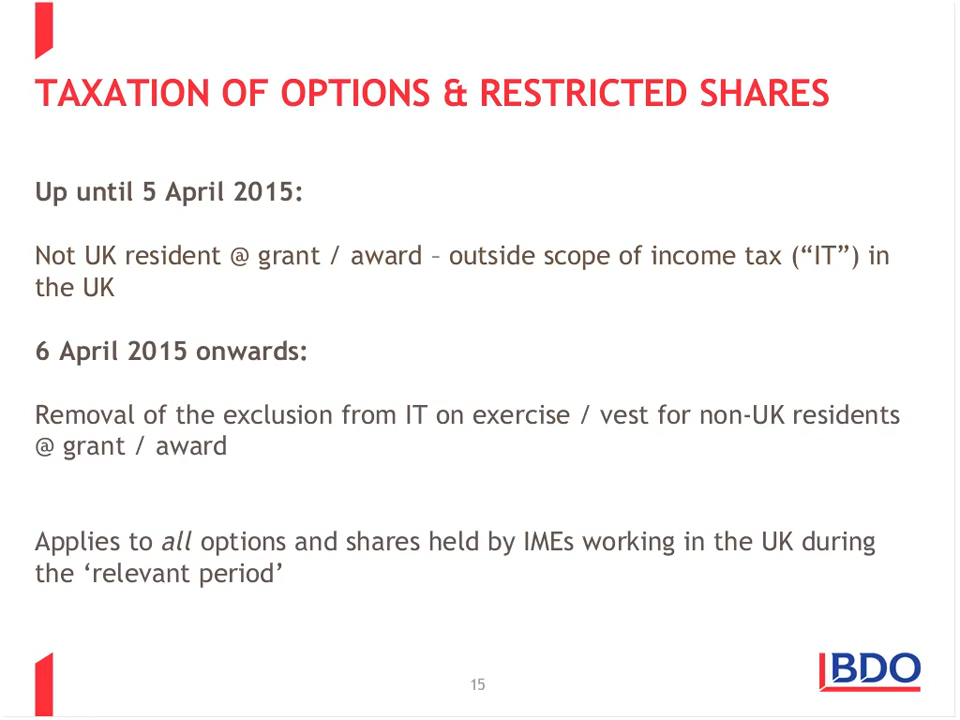 TAXATION OF OPTIONS & RESTRICTED SHARES
Up until 5 April 2015:
Not UK resident @ grant / award – outside scope of income tax (“IT”) in
the UK
6 April 2015 onwards:
Removal of the exclusion from IT on exercise / vest for non-UK residents
@ grant / award
Applies to all options and shares held by IMEs working in the UK during
the ‘relevant period’
15
BDO